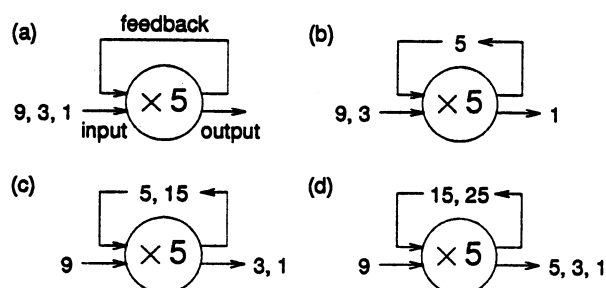 (a)
feedback
× 5
9, 3, 1
input
output
(b)
5
× 5
9, 3
1
(c)
5, 15
× 5
9
3, 1
(d)
15, 25
× 5
9
5, 3, 1